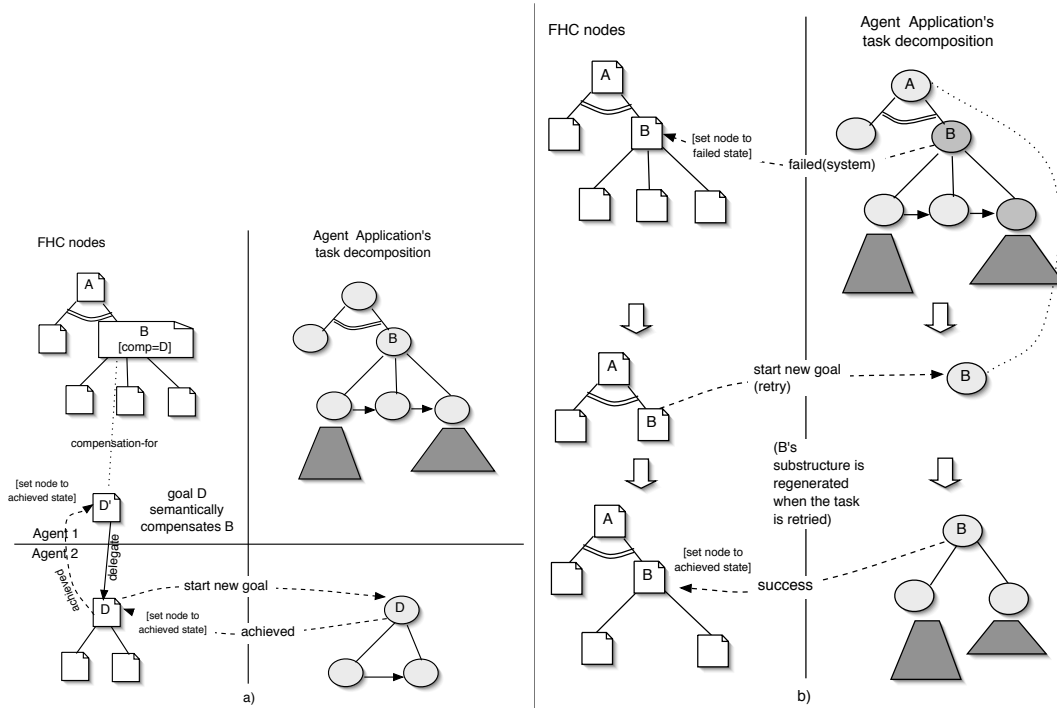 FHC nodes
Agent Application's
task decomposition
A
B
[comp=D]
B
compensation-for
[set node to
achieved state]
D'
goal D
semantically
compensates B
Agent 1
Agent 2
delegate
achieved
D
start new goal
[set node to
achieved state]
achieved
D
a)
FHC nodes
Agent Application's
task decomposition
A
A
B
[set node to
failed state]
failed(system)
B
A
B
start new goal
(retry)
B
(B's
substructure is
regenerated
when the task
is retried)
A
B
[set node to
achieved state]
success
B
b)